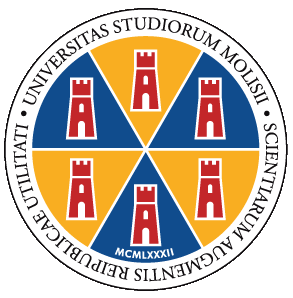 UNIVERSITAS STUDIORUM MOLISII • SCIENTIARUM AUGMENTIS REIPUBLICAE UTILITATI •
MCMLXXXII